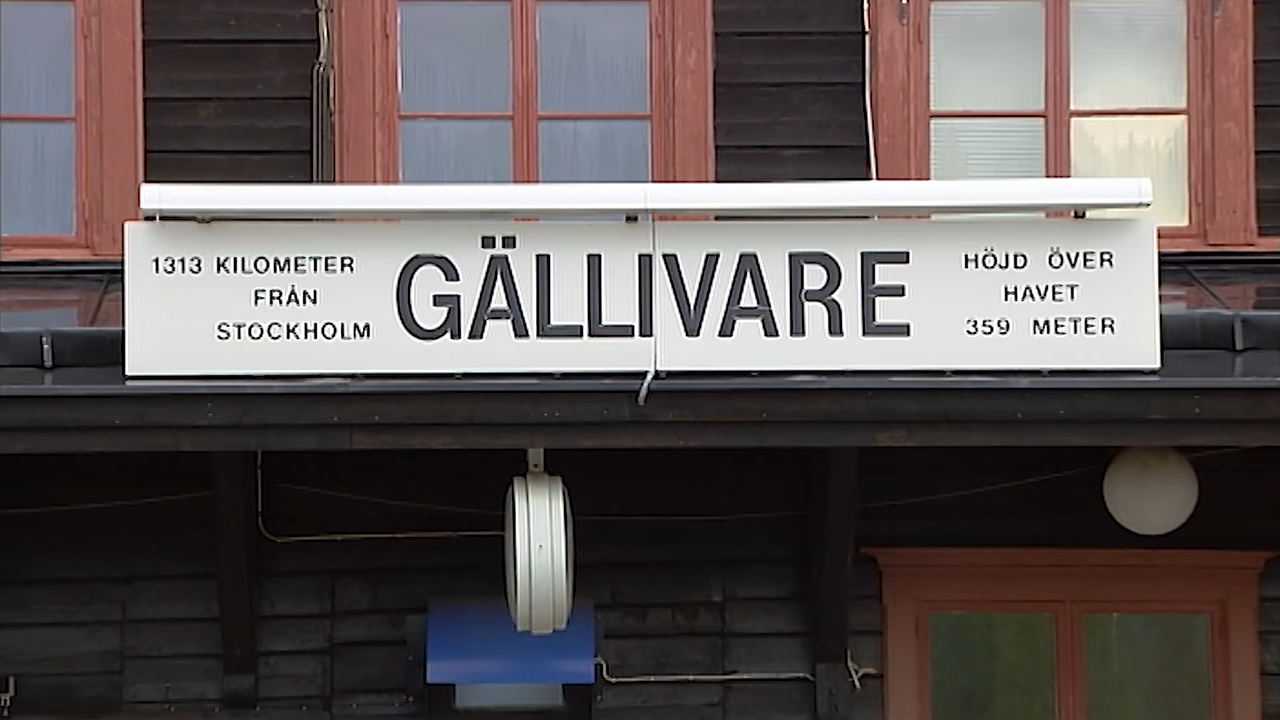 1313 KILOMETER
FRÅN
STOCKHOLM
GÄLLIVARE
HÖJD ÖVER
HAVET
359 METER